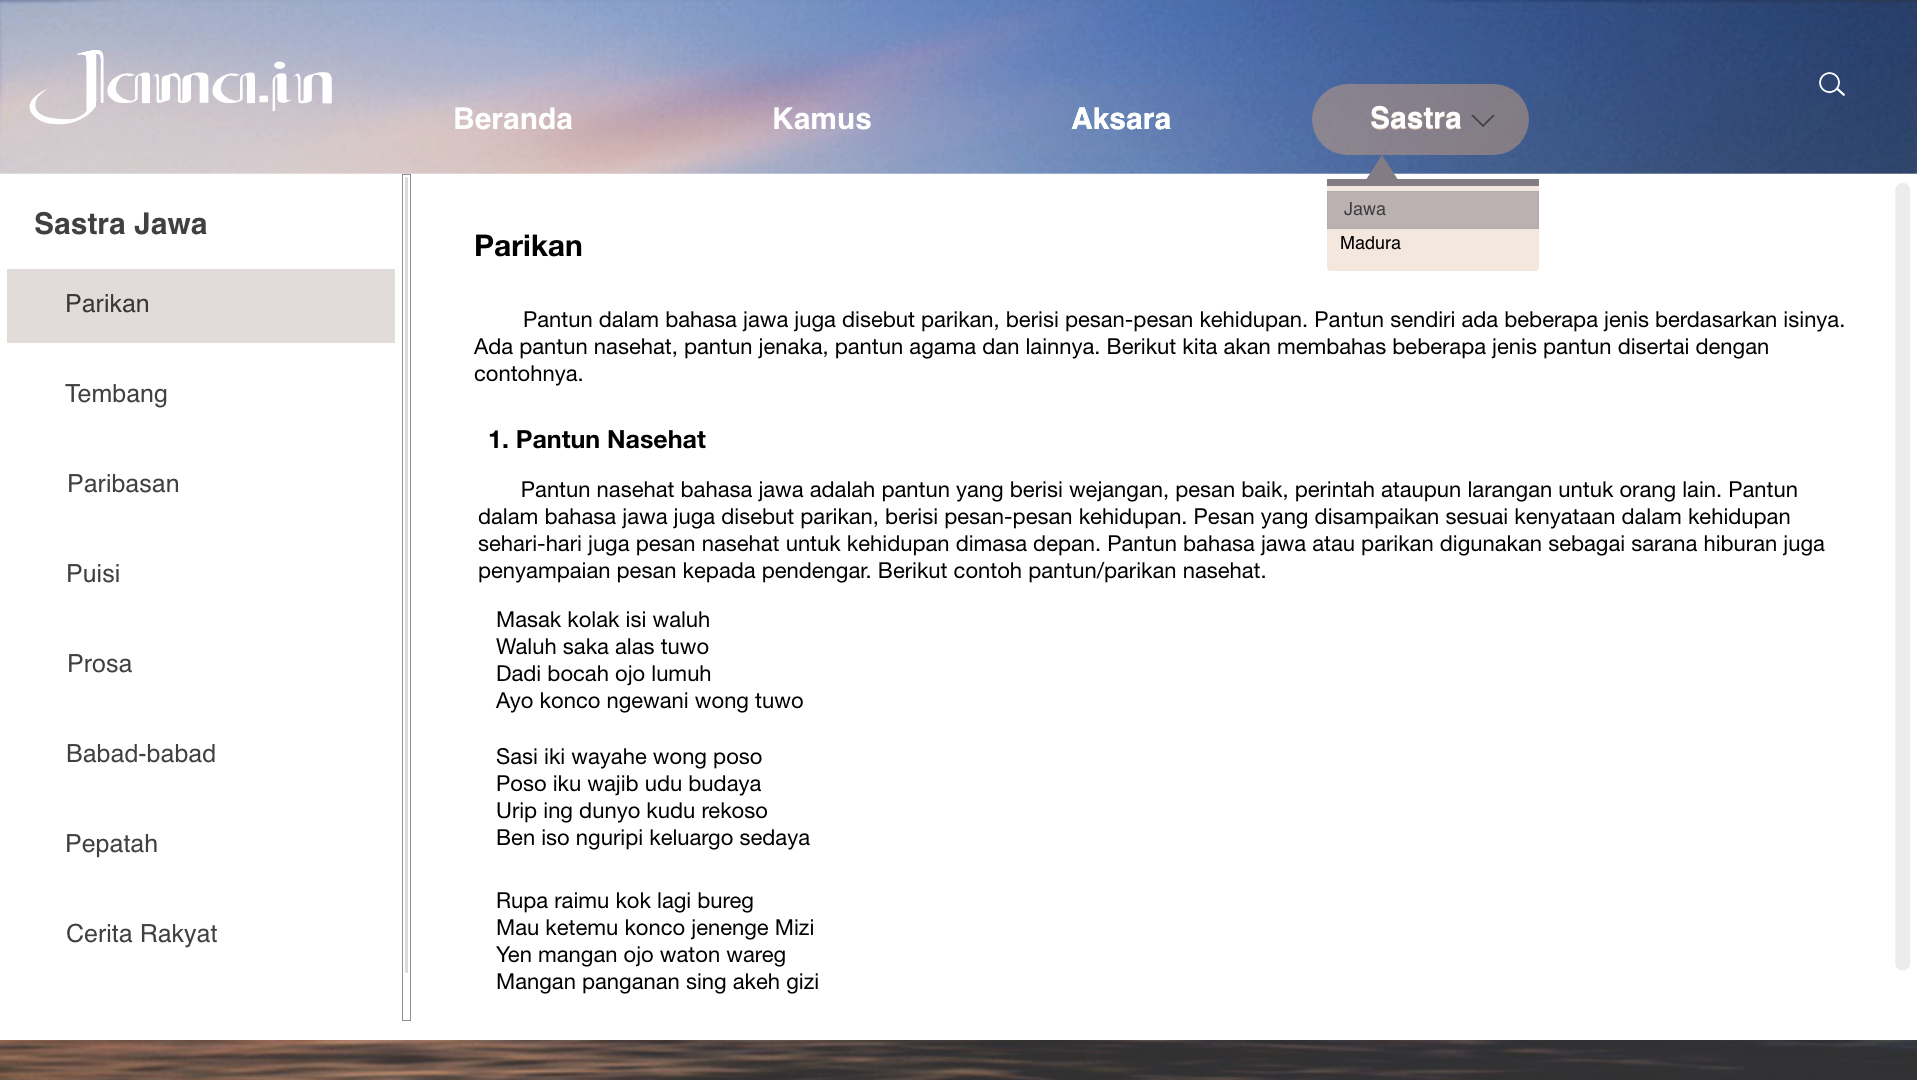 Jama.in
Beranda
Kamus
Aksara
Sastra
Jawa
Madura
Sastra Jawa
Parikan
Tembang
Paribasan
Puisi
Prosa
Babad-babad
Pepatah
Cerita Rakyat
Parikan
Pantun dalam bahasa jawa juga disebut parikan, berisi pesan-pesan kehidupan. Pantun sendiri ada beberapa jenis berdasarkan isinya.
Ada pantun nasehat, pantun jenaka, pantun agama dan lainnya. Berikut kita akan membahas beberapa jenis pantun disertai dengan
contohnya.
1. Pantun Nasehat
Pantun nasehat bahasa jawa adalah pantun yang berisi wejangan, pesan baik, perintah ataupun larangan untuk orang lain. Pantun
dalam bahasa jawa juga disebut parikan, berisi pesan-pesan kehidupan. Pesan yang disampaikan sesuai kenyataan dalam kehidupan
sehari-hari juga pesan nasehat untuk kehidupan dimasa depan. Pantun bahasa jawa atau parikan digunakan sebagai sarana hiburan juga
penyampaian pesan kepada pendengar. Berikut contoh pantun/parikan nasehat.
Masak kolak isi waluh
Waluh saka alas tuwo
Dadi bocah ojo lumuh
Ayo konco ngewani wong tuwo
Sasi iki wayahe wong poso
Poso iku wajib udu budaya
Urip ing dunyo kudu rekoso
Ben iso nguripi keluargo sedaya
Rupa raimu kok lagi bureg
Mau ketemu konco jenenge Mizi
Yen mangan ojo waton wareg
Mangan panganan sing akeh gizi